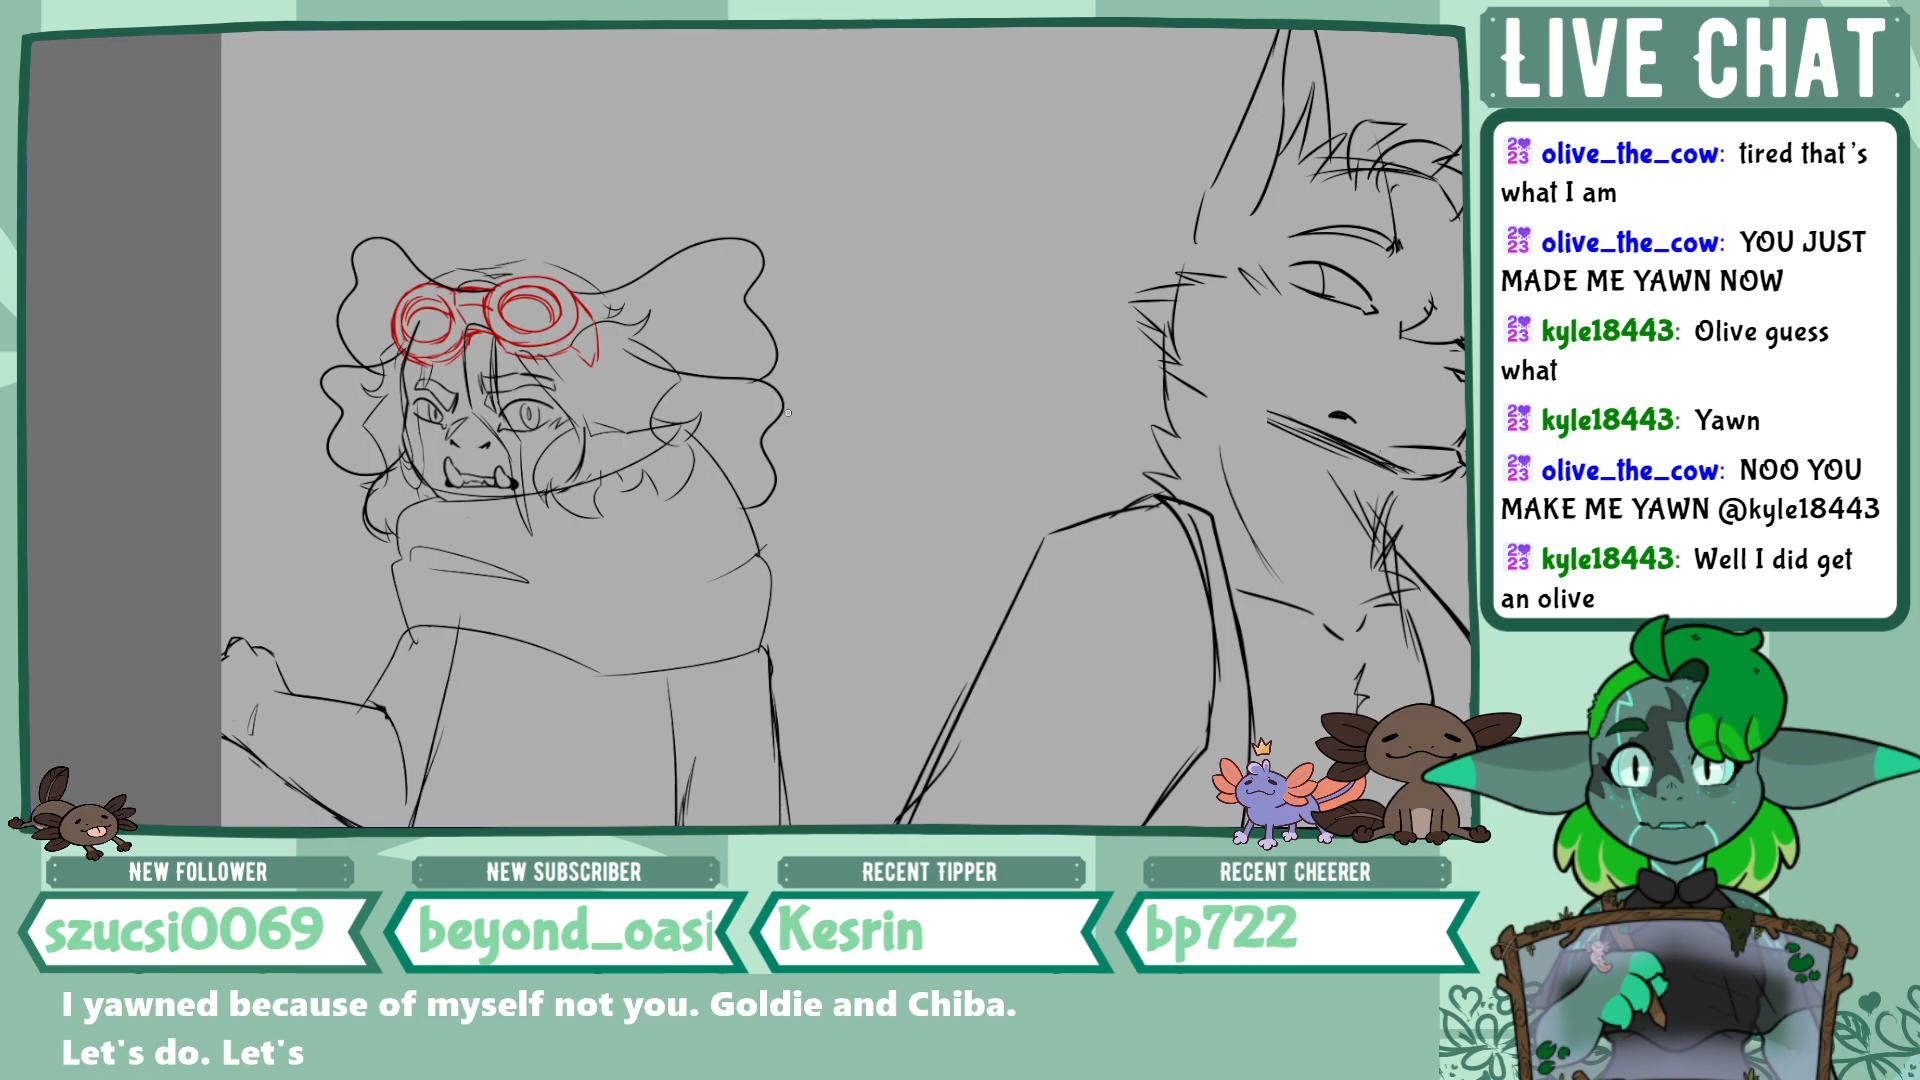 LIVE CHAT
olive_the_cow: tired that's
what I am
olive_the_cow: YOU JUST
MADE ME YAWN NOW
kyle18443: Olive guess
what
kyle18443: Yawn
olive_the_cow: NOO YOU
MAKE ME YAWN @kyle18443
kyle18443: Well I did get
an olive
NEW FOLLOWER
NEW SUBSCRIBER
RECENT TIPPER
RECENT CHEERER
szucsi0069
beyond_oasi
Kesrin
bp722
I yawned because of myself not you. Goldie and Chiba.
Let's do. Let's